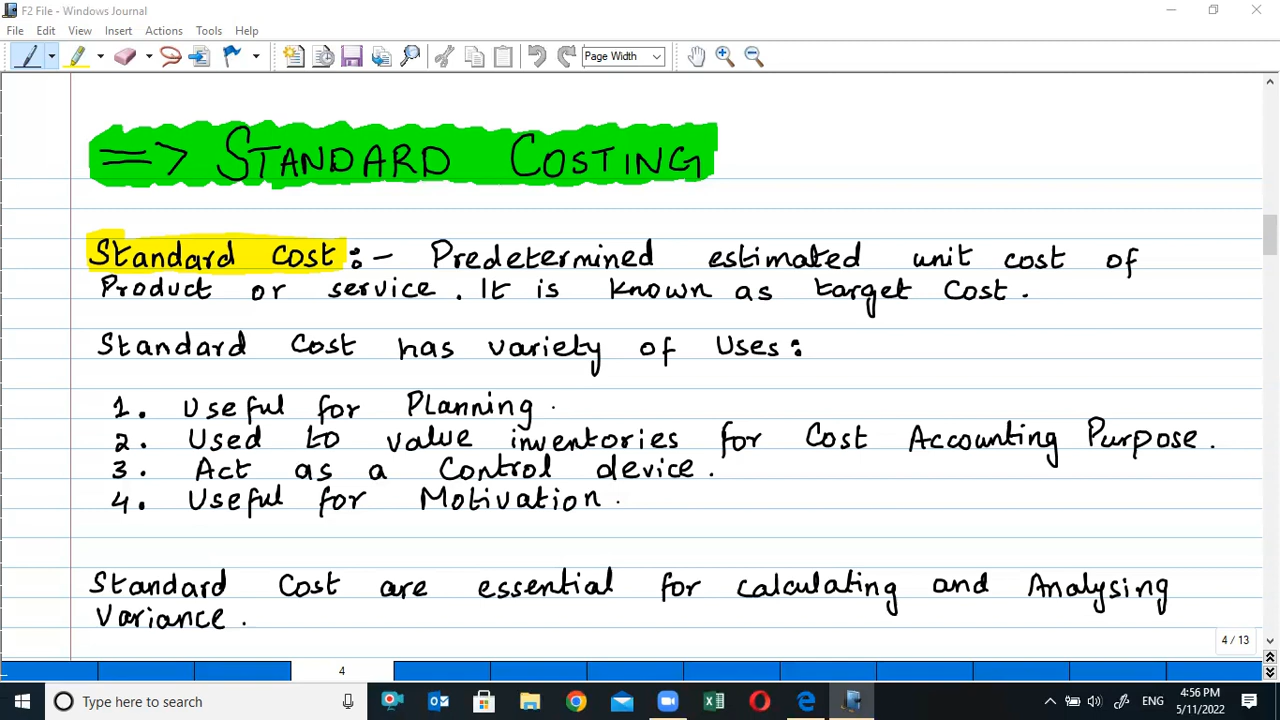 F2 File - Windows Journal
File Edit View Insert Actions Tools Help
Page Width
=> STANDARD COSTING
Standard Cost :- Predetermined estimated unit cost of
Product or service. It is known as target Cost.
Standard Cost has variety of Uses:
1. Useful for Planning.
2. Used to value inventories for Cost Accounting Purpose.
3. Act as a Control device.
4. Useful for Motivation.
Standard Cost are essential for calculating and Analysing
Variance.
4 / 13
4
Type here to search
ENG
4:56 PM
5/11/2022